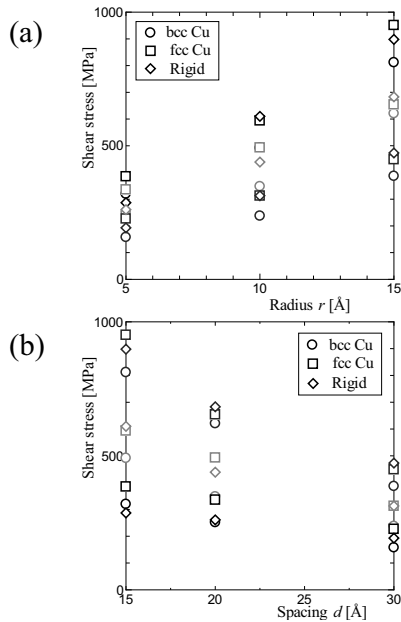 (a)
1000
bcc Cu
fcc Cu
Rigid
Shear stress [MPa]
500
0
5
10
15
Radius r [Å]
(b)
1000
bcc Cu
fcc Cu
Rigid
Shear stress [MPa]
500
0
15
20
25
30
Spacing d [Å]